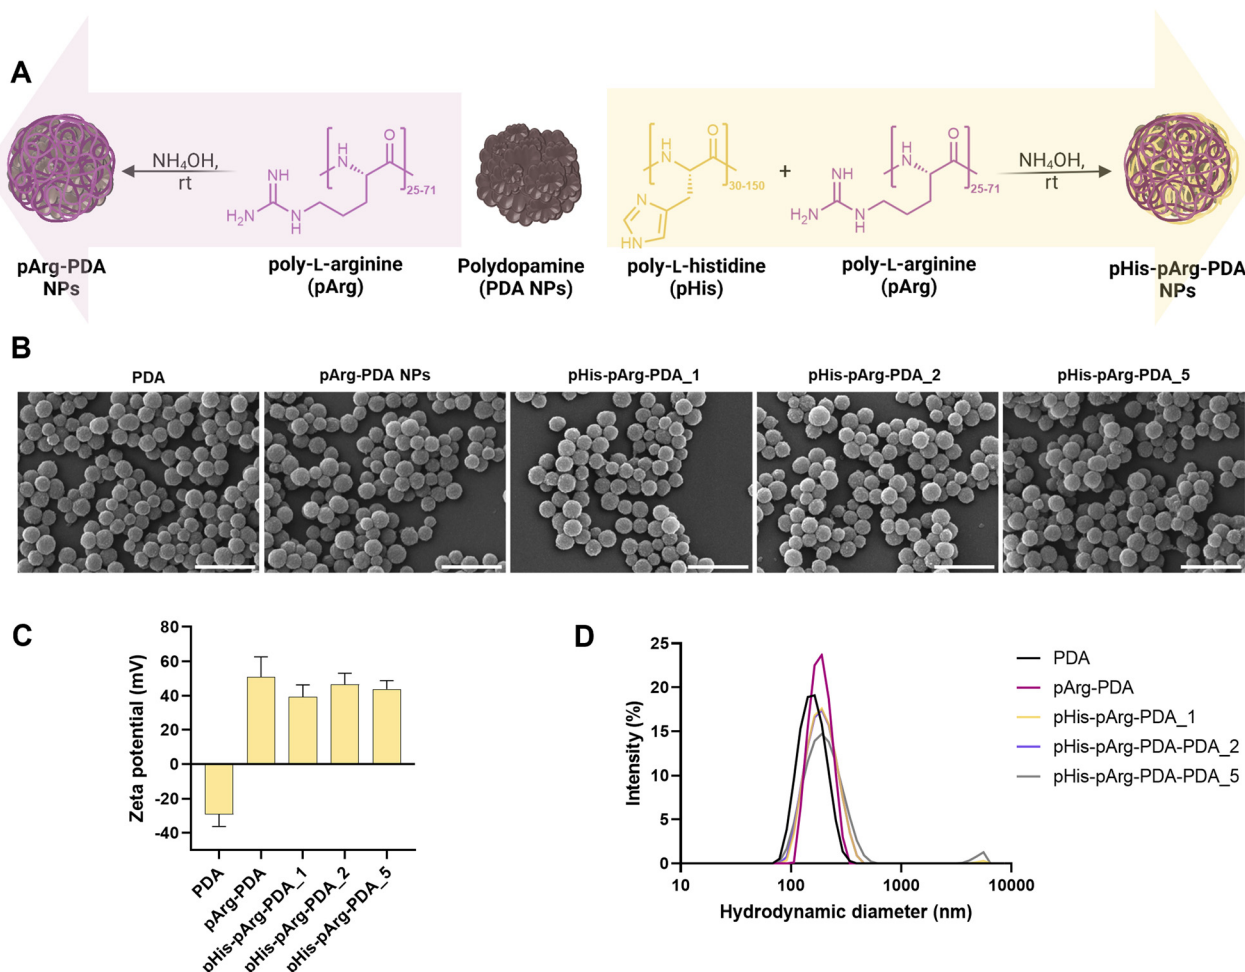 A
NH₄OH,
rt
H
N
O
25-71
NH
H₂N
N
H
H
N
O
30-150
N
HN
+
H
N
O
25-71
NH
H₂N
N
H
NH₄OH,
rt
pArg-PDA
NPs
poly-L-arginine
(pArg)
Polydopamine
(PDA NPs)
poly-L-histidine
(pHis)
poly-L-arginine
(pArg)
pHis-pArg-PDA
NPs
B
PDA
pArg-PDA NPs
pHis-pArg-PDA_1
pHis-pArg-PDA_2
pHis-pArg-PDA_5
C
Zeta potential (mV)
80
60
40
20
0
-20
-40
PDA
pArg-PDA
pHis-pArg-PDA_1
pHis-pArg-PDA_2
pHis-pArg-PDA_5
D
Intensity (%)
25
20
15
10
5
0
10
100
1000
10000
Hydrodynamic diameter (nm)
PDA
pArg-PDA
pHis-pArg-PDA_1
pHis-pArg-PDA-PDA_2
pHis-pArg-PDA-PDA_5